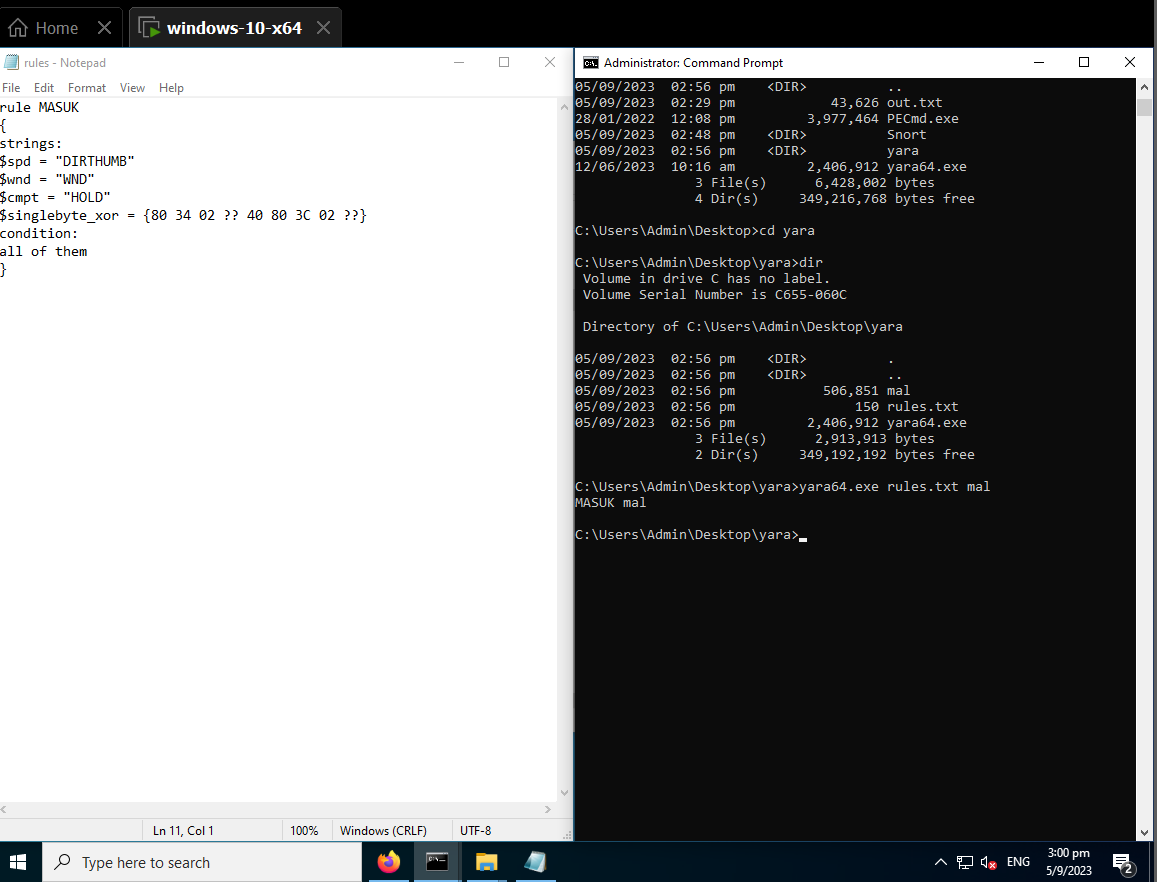 Home
windows-10-x64
rules - Notepad
File Edit Format View Help
rule MASUK
{
strings:
$spd = "DIRTHUMB"
$wnd = "WND"
$cmpt = "HOLD"
$singlebyte_xor = {80 34 02 ?? 40 80 3C 02 ??}
condition:
all of them
}
Ln 11, Col 1 100% Windows (CRLF) UTF-8
Administrator: Command Prompt
05/09/2023  02:56 pm    <DIR>          ..
05/09/2023  02:29 pm            43,626 out.txt
28/01/2022  12:08 pm         3,977,464 PECmd.exe
05/09/2023  02:48 pm    <DIR>          Snort
05/09/2023  02:56 pm    <DIR>          yara
12/06/2023  10:16 am         2,406,912 yara64.exe
               3 File(s)      6,428,002 bytes
               4 Dir(s)     349,216,768 bytes free
C:\Users\Admin\Desktop>cd yara
C:\Users\Admin\Desktop\yara>dir
 Volume in drive C has no label.
 Volume Serial Number is C655-060C
 Directory of C:\Users\Admin\Desktop\yara
05/09/2023  02:56 pm    <DIR>          .
05/09/2023  02:56 pm    <DIR>          ..
05/09/2023  02:56 pm           506,851 mal
05/09/2023  02:56 pm               150 rules.txt
05/09/2023  02:56 pm         2,406,912 yara64.exe
               3 File(s)      2,913,913 bytes
               2 Dir(s)     349,192,192 bytes free
C:\Users\Admin\Desktop\yara>yara64.exe rules.txt mal
MASUK mal
C:\Users\Admin\Desktop\yara>
Type here to search
ENG
3:00 pm
5/9/2023
2